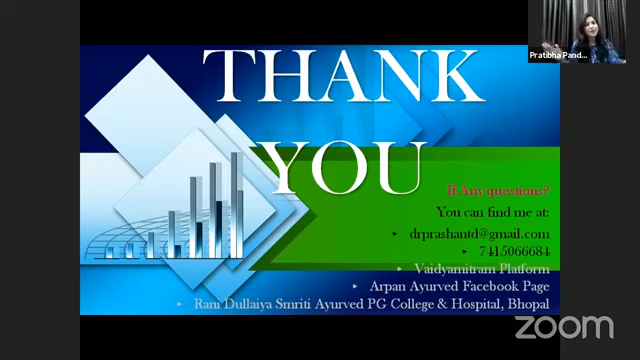 Pratibha Pand...
THANK
YOU
If Any questions?
You can find me at:
drprashantd@gmail.com
7415066684
Vaidyamitram Platform
Arpan Ayurved Facebook Page
Rani Dullaiya Smriti Ayurved PG College & Hospital, Bhopal
zoom